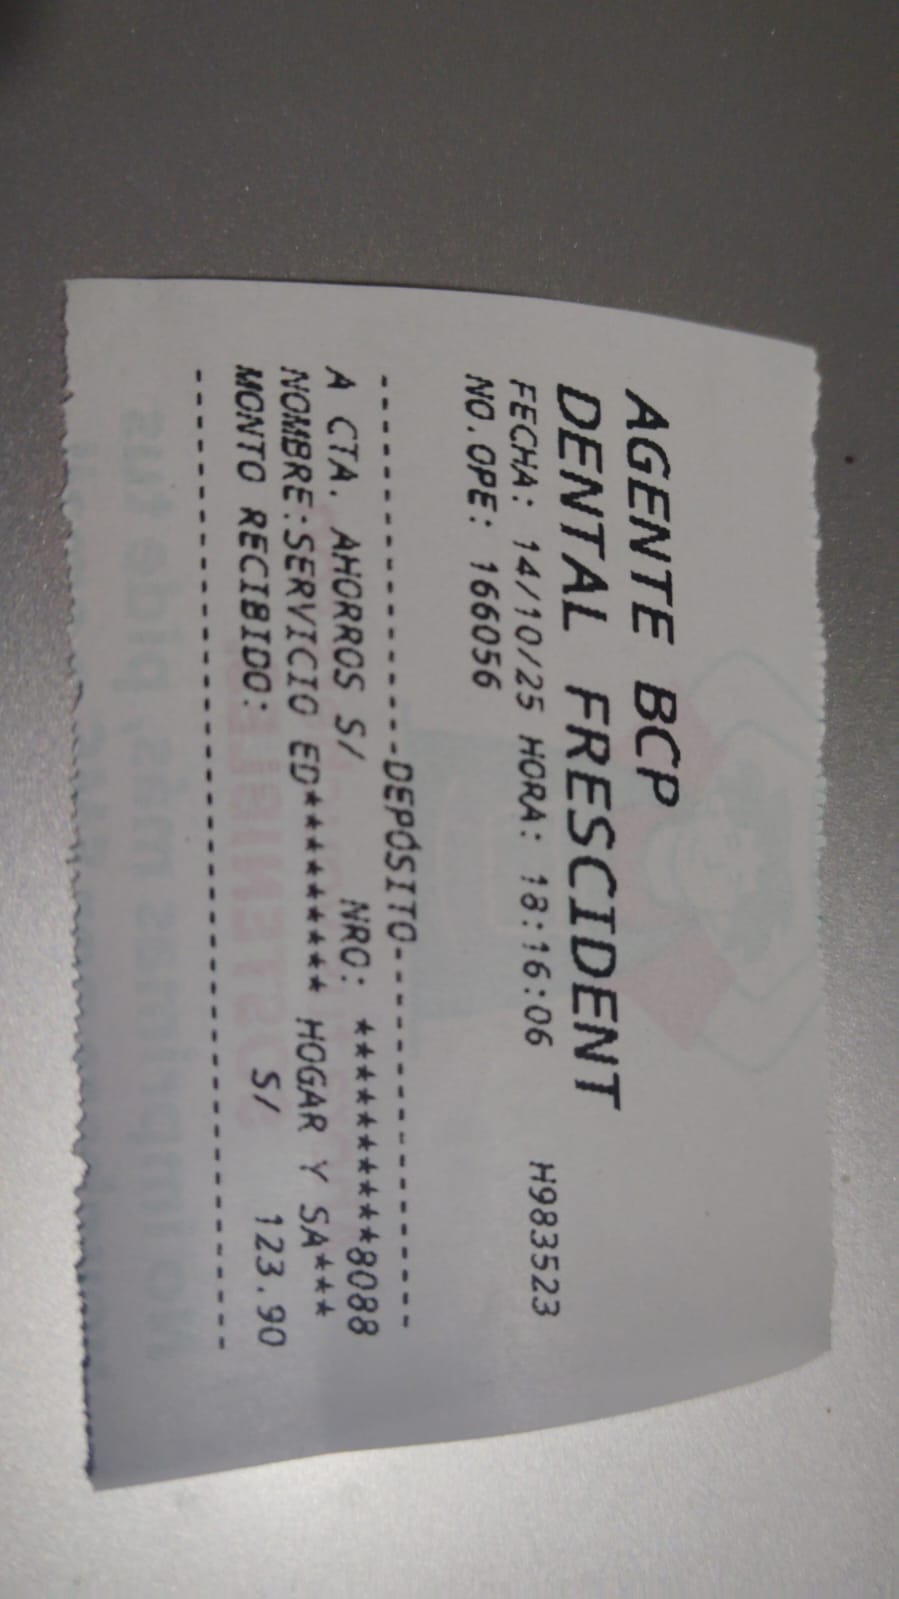 AGENTE BCP
DENTAL FRESCIDENT
FECHA: 14/10/25 HORA: 18:16:06 H983523
NO.OPE: 166056
--------------------DEPÓSITO--------------------
A CTA. AHORROS S/ NRO: **********8088
NOMBRE:SERVICIO ED********* HOGAR Y SA***
MONTO RECIBIDO: S/ 123.90
------------------------------------------------